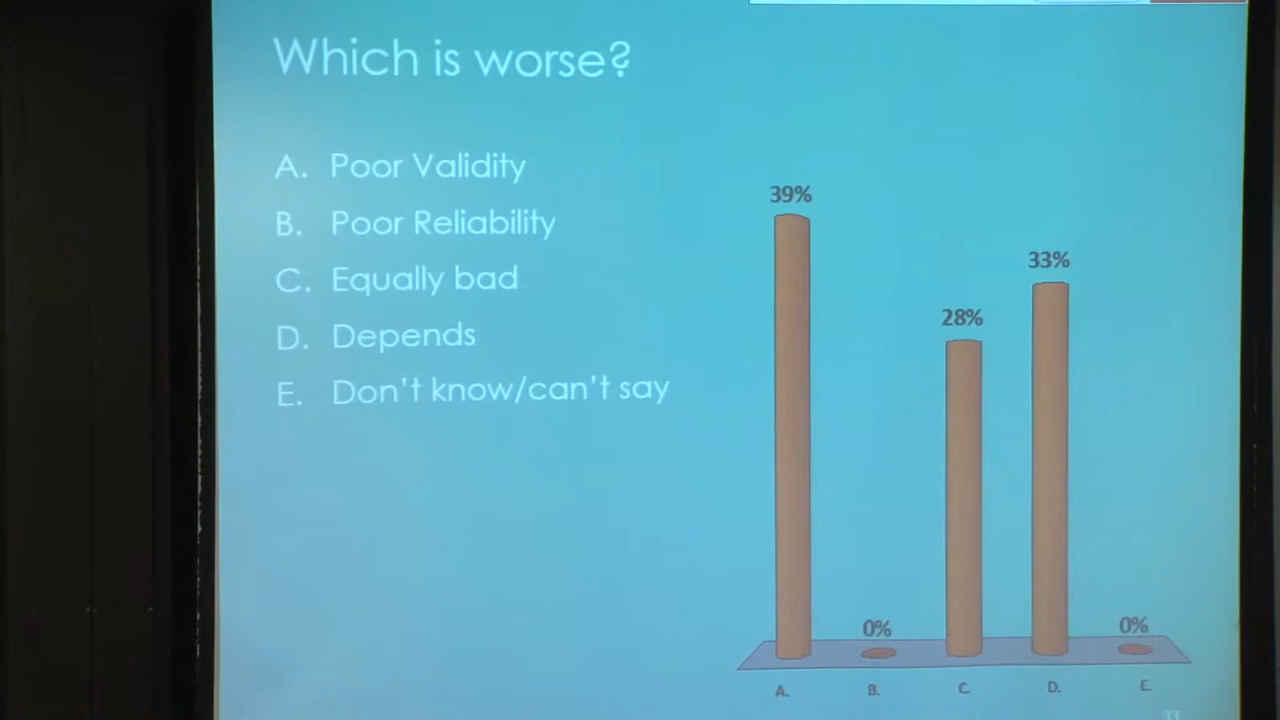 Which is worse?
A. Poor Validity
B. Poor Reliability
C. Equally bad
D. Depends
E. Don't know/can't say
39%
0%
28%
33%
0%
A.
B.
C.
D.
E.
33